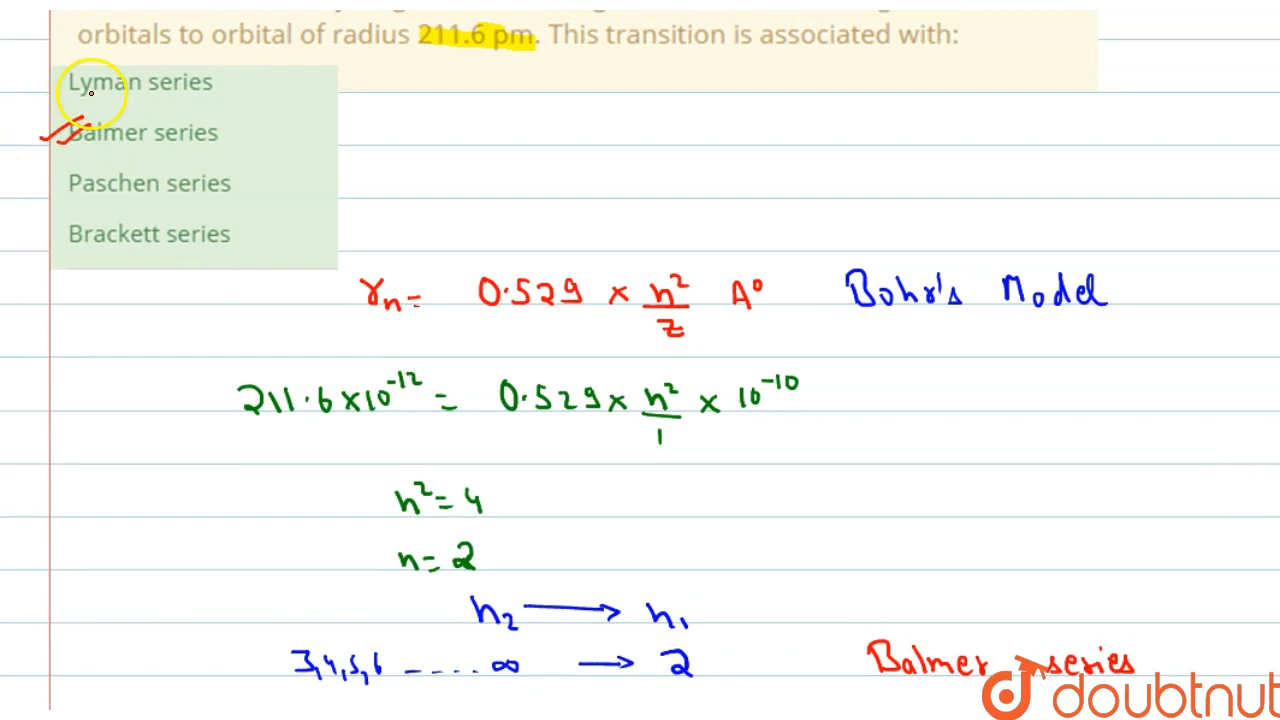 orbitals to orbital of radius 211.6 pm. This transition is associated with:
Lyman series
Balmer series
Paschen series
Brackett series
rn = 0.529 × n²/z A° Bohr's Model
211.6 × 10⁻¹² = 0.529 × n²/1 × 10⁻¹⁰
n² = 4
n = 2
n₂ → n₁
3,4,5,6 ----- ∞ → 2 Balmer series
doubtnut